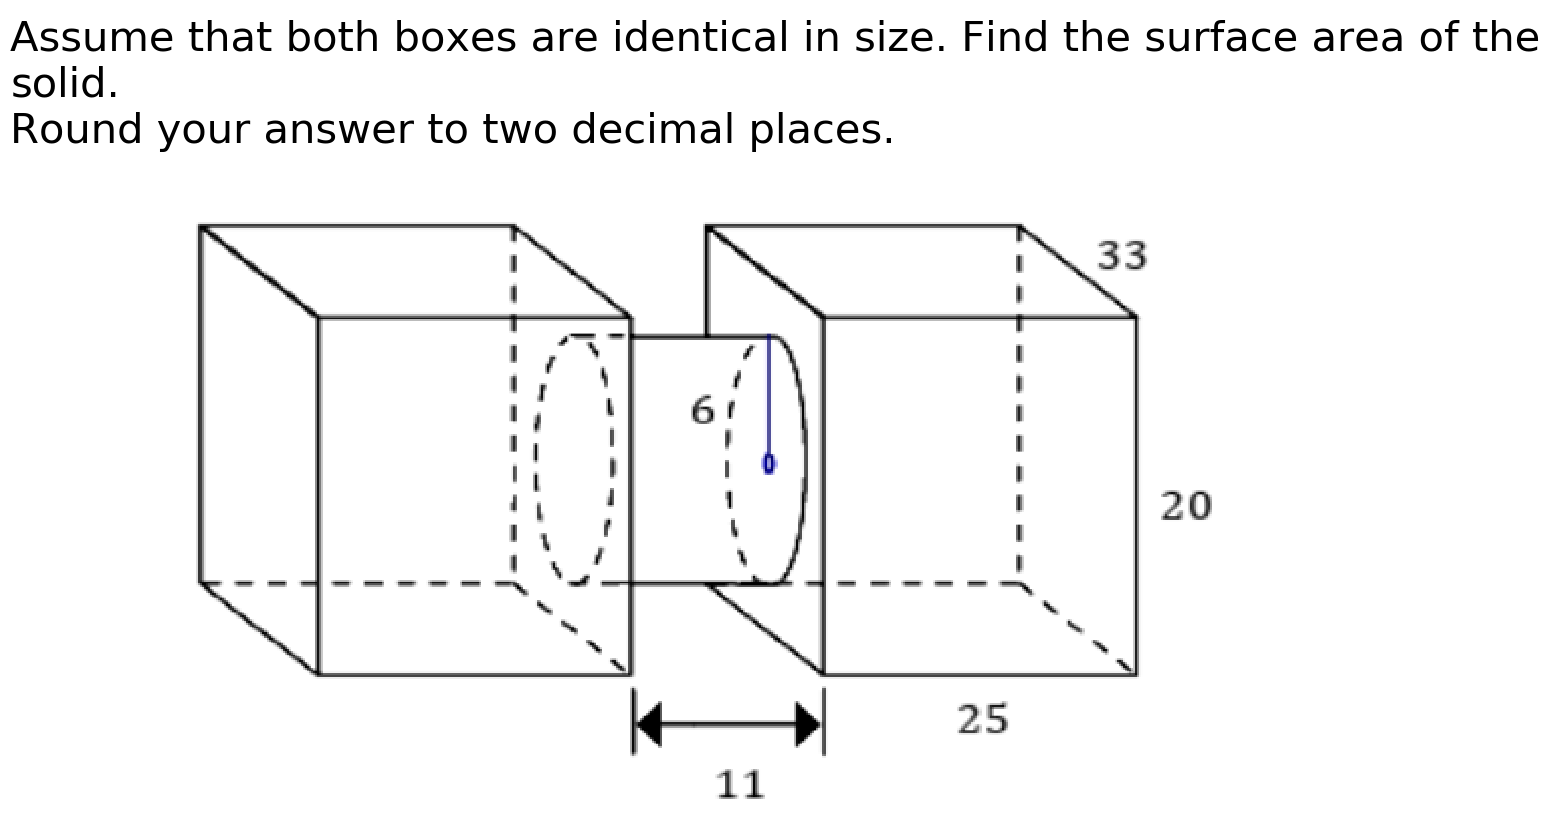 Assume that both boxes are identical in size. Find the surface area of the
solid.
Round your answer to two decimal places.
33
6
20
25
11